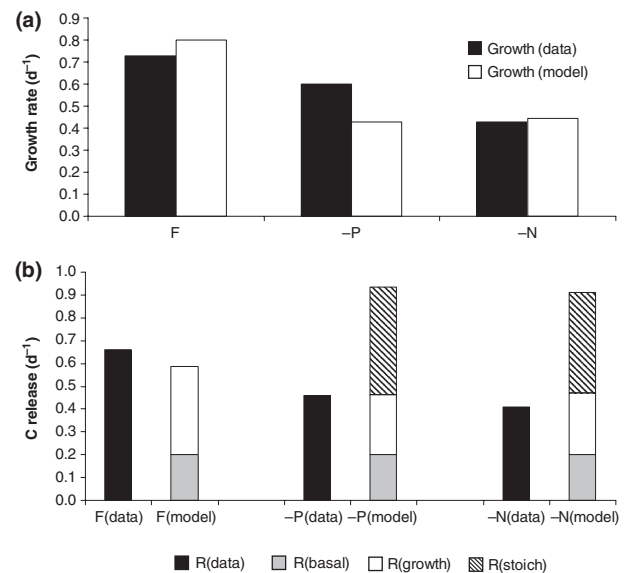 (a)
0.9
0.8
0.7
0.6
0.5
0.4
0.3
0.2
0.1
0.0
Growth rate (d⁻¹)
Growth (data)
Growth (model)
F
–P
–N
(b)
1.0
0.9
0.8
0.7
0.6
0.5
0.4
0.3
0.2
0.1
0.0
C release (d⁻¹)
F(data) F(model) –P(data) –P(model) –N(data) –N(model)
R(data) R(basal) R(growth) R(stoich)